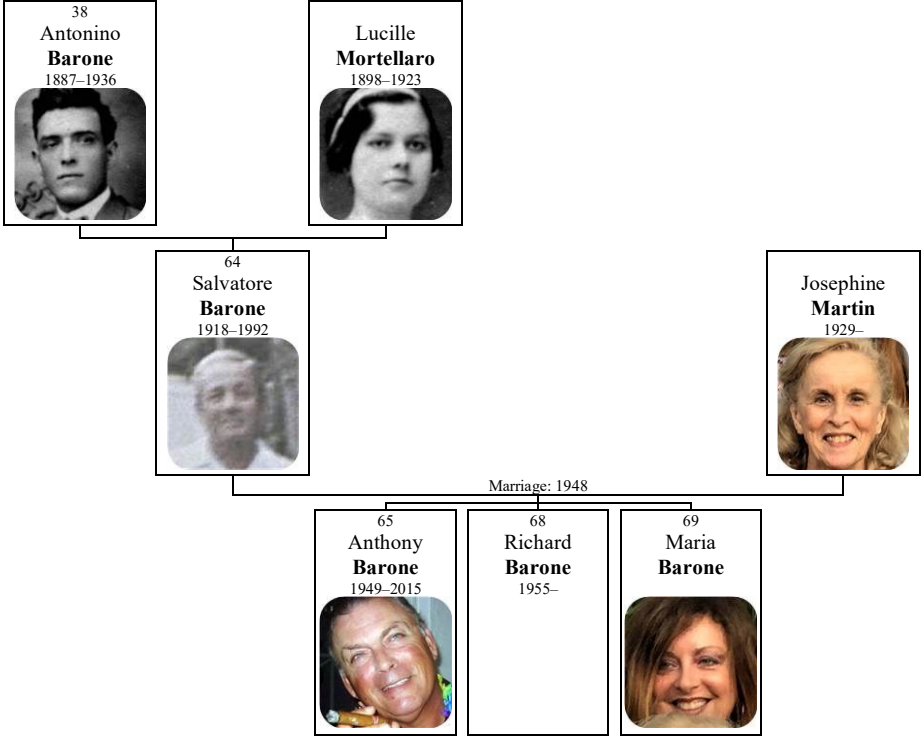 38
Antonino
Barone
1887–1936
Lucille
Mortellaro
1898–1923
64
Salvatore
Barone
1918–1992
Josephine
Martin
1929–
Marriage: 1948
65
Anthony
Barone
1949–2015
68
Richard
Barone
1955–
69
Maria
Barone